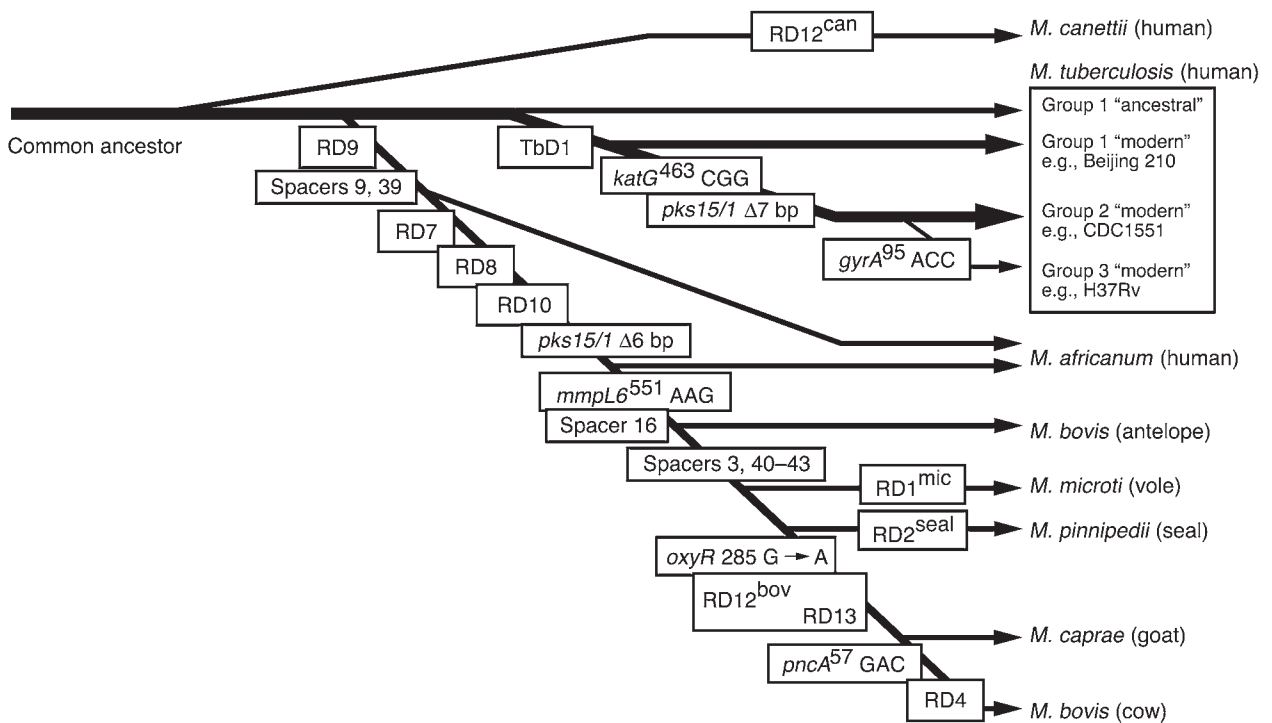 RD12can
M. canettii (human)
M. tuberculosis (human)
Common ancestor
Group 1 “ancestral”
RD9
TbD1
Group 1 “modern”
e.g., Beijing 210
katG463 CGG
Spacers 9, 39
pks15/1 Δ7 bp
Group 2 “modern”
e.g., CDC1551
RD7
gyrA95 ACC
RD8
Group 3 “modern”
e.g., H37Rv
RD10
pks15/1 Δ6 bp
M. africanum (human)
mmpL6551 AAG
Spacer 16
M. bovis (antelope)
Spacers 3, 40–43
RD1mic
M. microti (vole)
RD2seal
M. pinnipedii (seal)
oxyR 285 G → A
RD12bov
RD13
M. caprae (goat)
pncA57 GAC
RD4
M. bovis (cow)